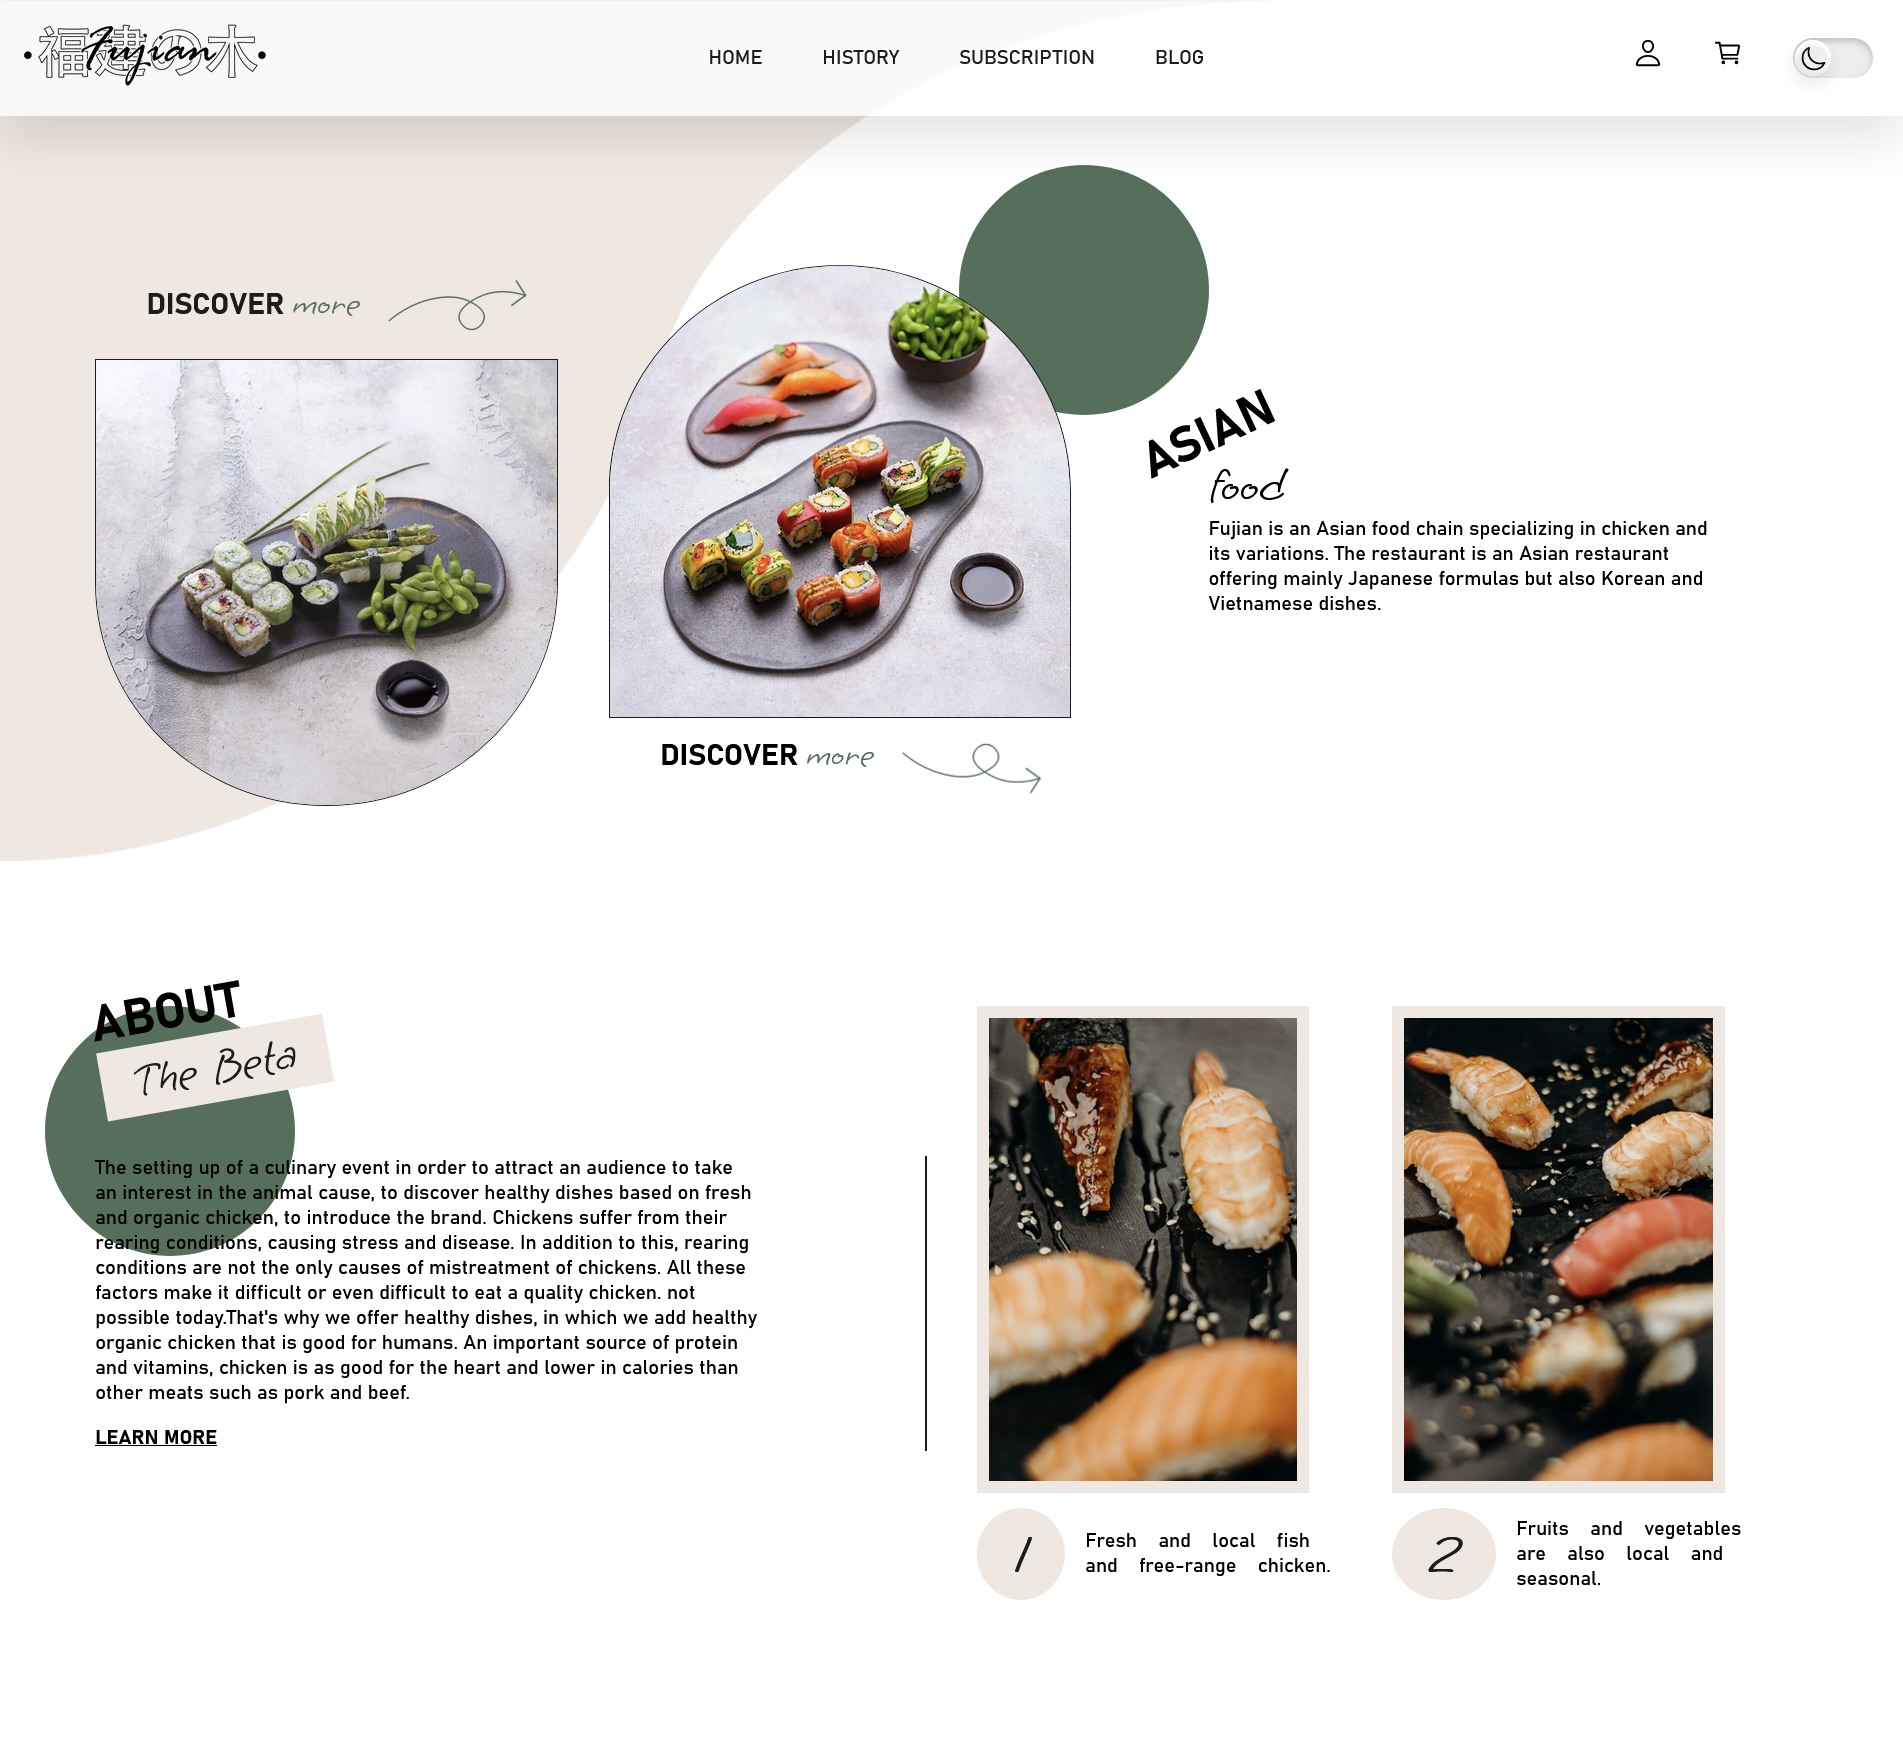 福建の木
Fujian
HOME
HISTORY
SUBSCRIPTION
BLOG
DISCOVER more
DISCOVER more
ASIAN
food
Fujian is an Asian food chain specializing in chicken and
its variations. The restaurant is an Asian restaurant
offering mainly Japanese formulas but also Korean and
Vietnamese dishes.
ABOUT
The Beta
The setting up of a culinary event in order to attract an audience to take
an interest in the animal cause, to discover healthy dishes based on fresh
and organic chicken, to introduce the brand. Chickens suffer from their
rearing conditions, causing stress and disease. In addition to this, rearing
conditions are not the only causes of mistreatment of chickens. All these
factors make it difficult or even difficult to eat a quality chicken. not
possible today.That's why we offer healthy dishes, in which we add healthy
organic chicken that is good for humans. An important source of protein
and vitamins, chicken is as good for the heart and lower in calories than
other meats such as pork and beef.
LEARN MORE
1
Fresh and local fish
and free-range chicken.
2
Fruits and vegetables
are also local and
seasonal.